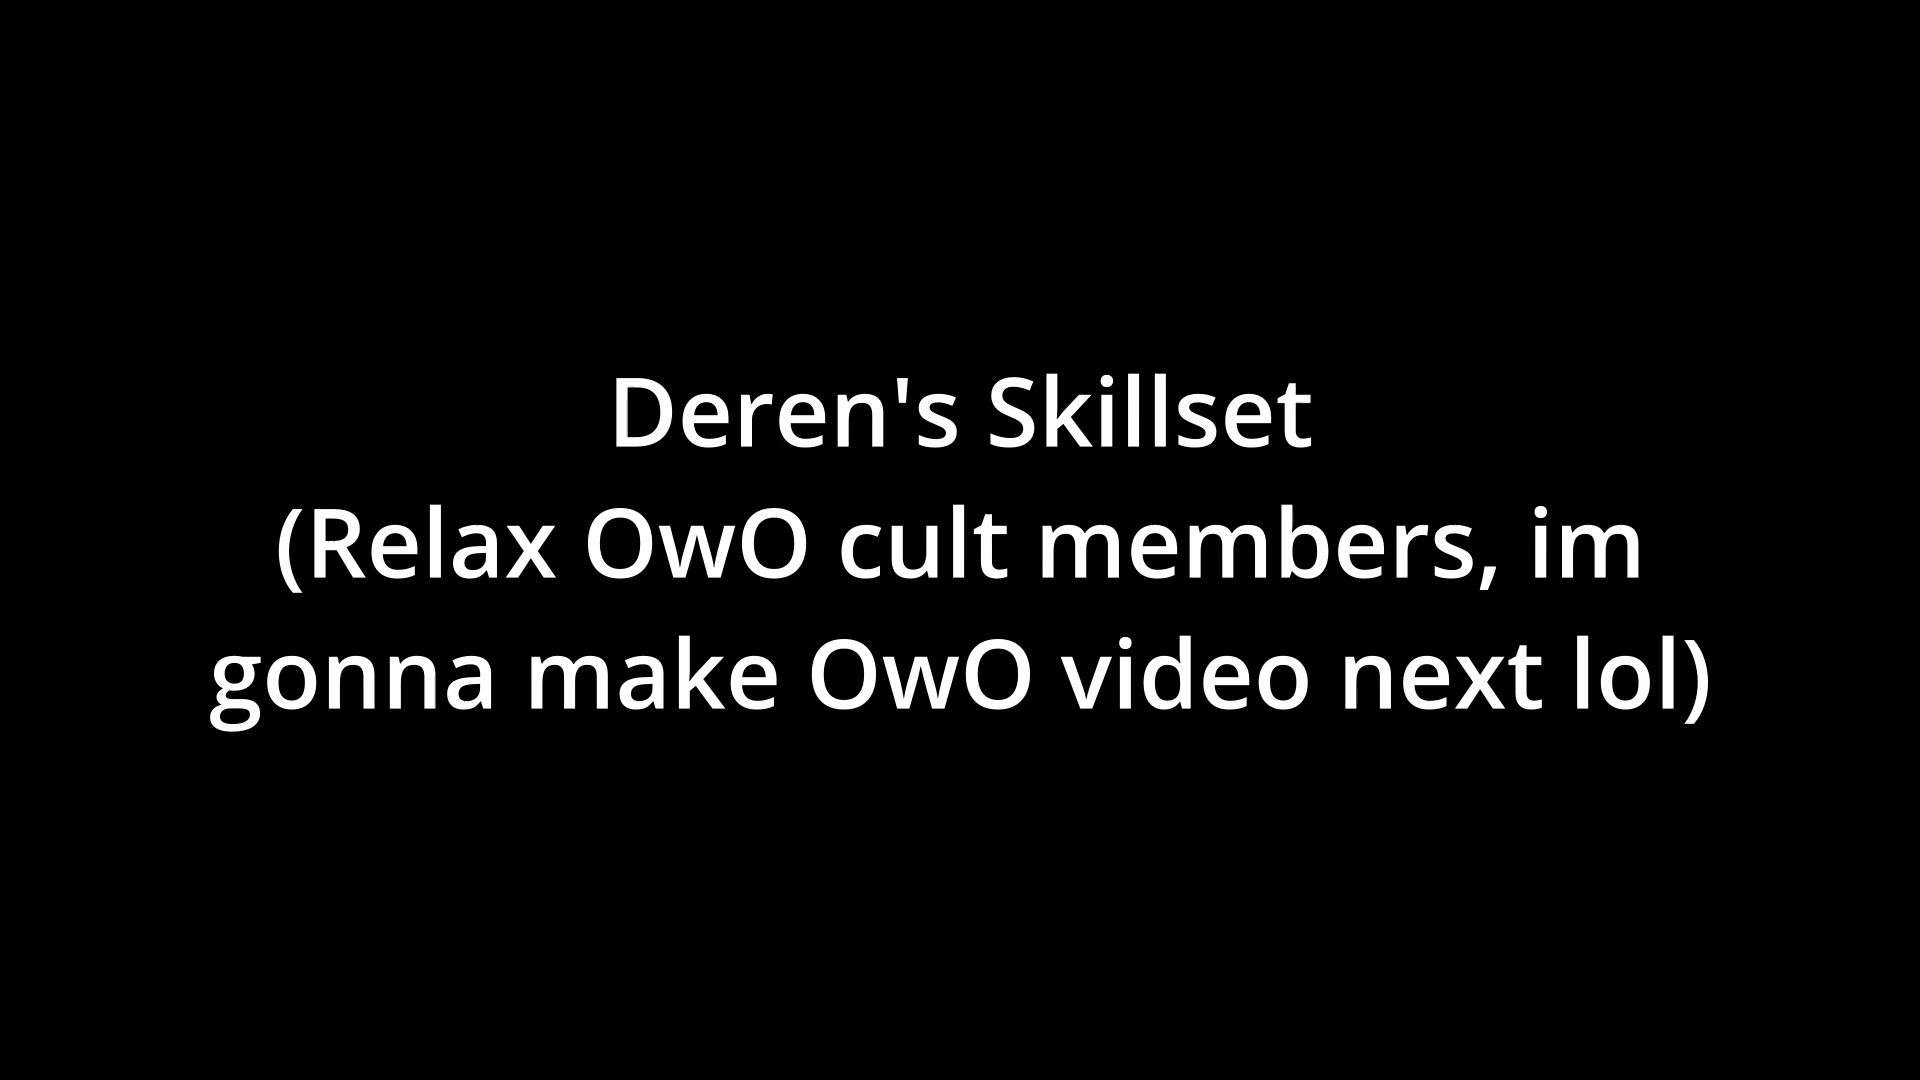 Deren's Skillset
(Relax OwO cult members, im
gonna make OwO video next lol)